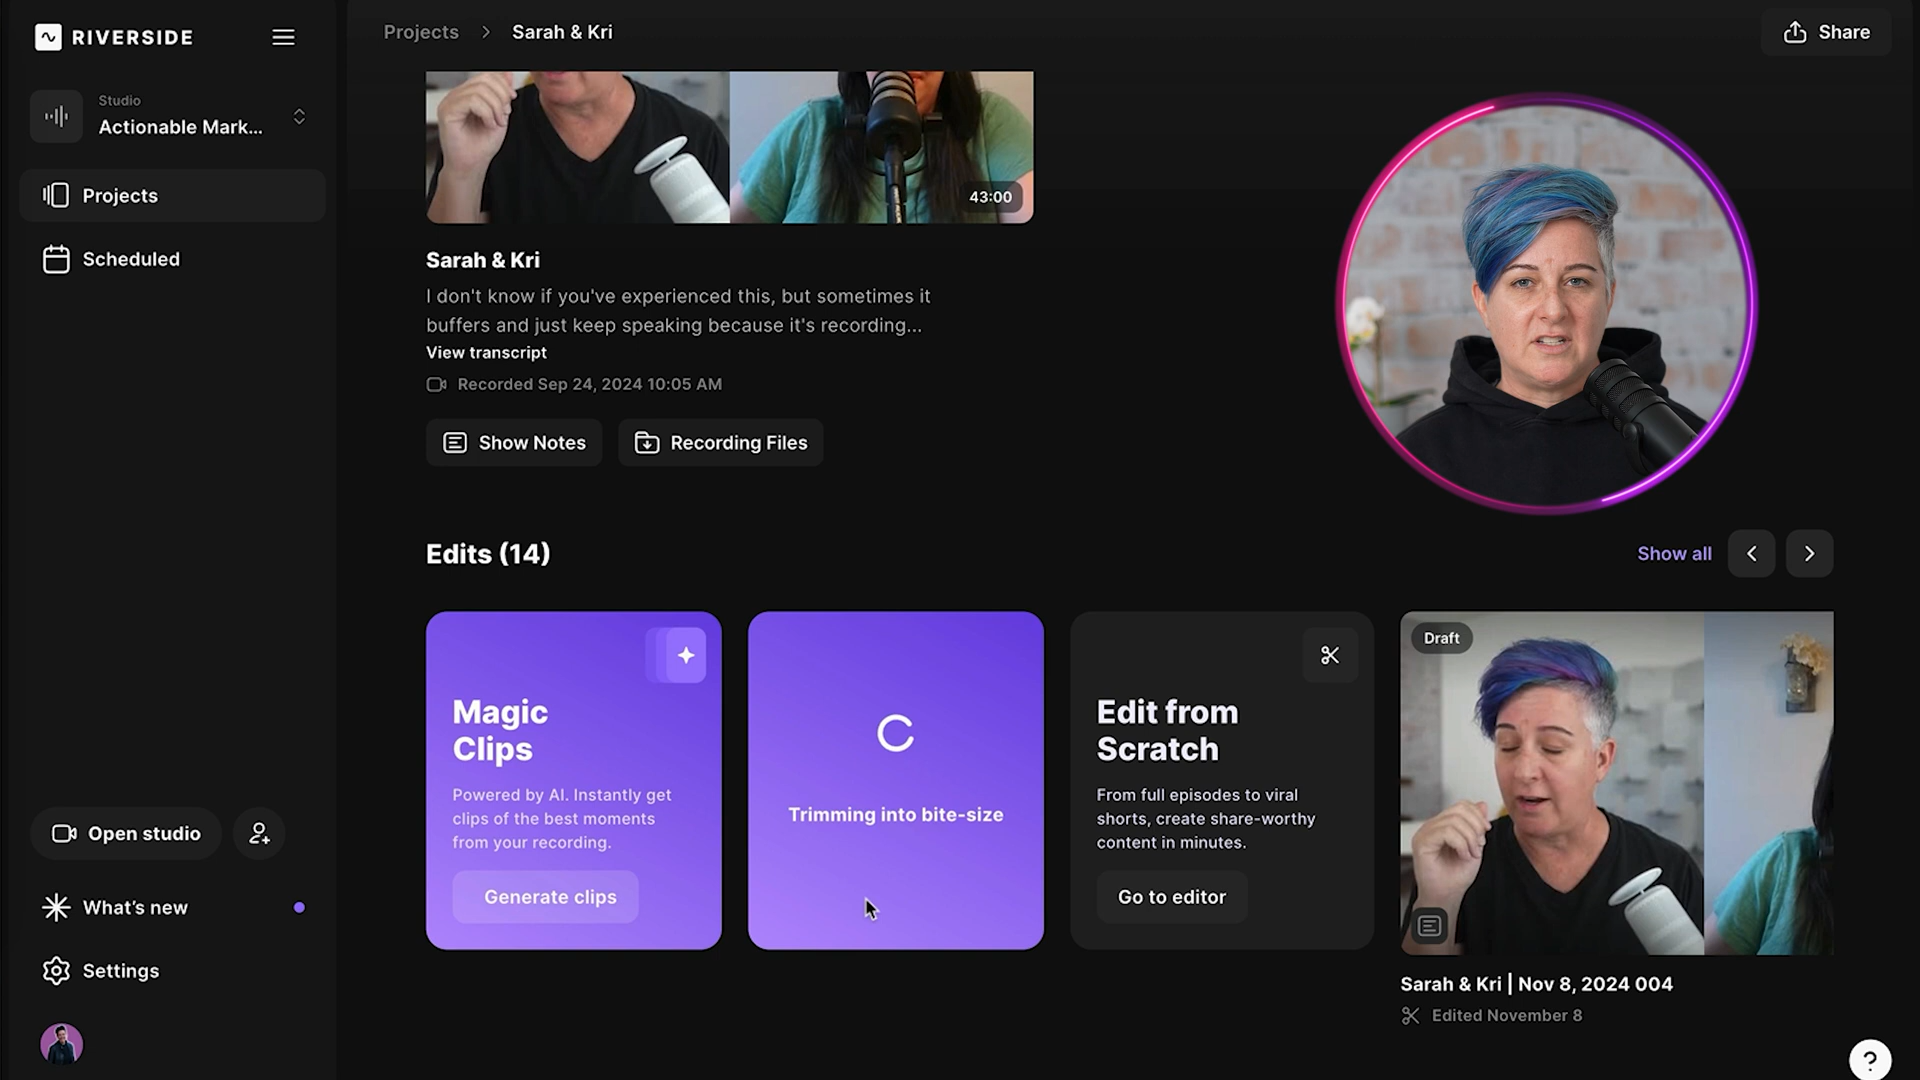 RIVERSIDE
Studio
Actionable Mark...
Projects
Scheduled
Open studio
What's new
Settings
Projects > Sarah & Kri
Share
43:00
Sarah & Kri
I don't know if you've experienced this, but sometimes it
buffers and just keep speaking because it's recording...
View transcript
Recorded Sep 24, 2024 10:05 AM
Show Notes
Recording Files
Edits (14)
Show all
Magic
Clips
Powered by AI. Instantly get
clips of the best moments
from your recording.
Generate clips
Trimming into bite-size
Edit from
Scratch
From full episodes to viral
shorts, create share-worthy
content in minutes.
Go to editor
Draft
Sarah & Kri | Nov 8, 2024 004
Edited November 8
?